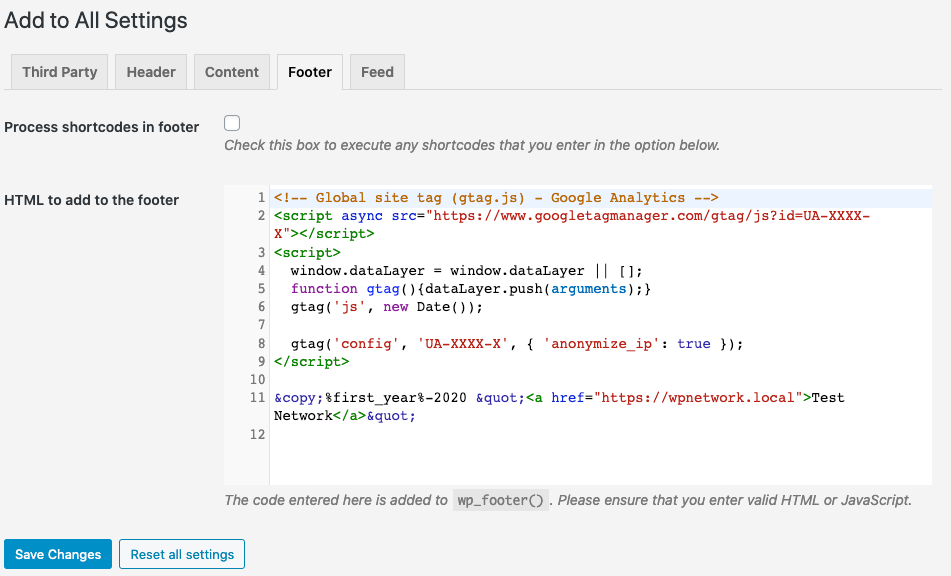 Add to All Settings
Third Party Header Content Footer Feed
Process shortcodes in footer
Check this box to execute any shortcodes that you enter in the option below.
HTML to add to the footer
1 <!-- Global site tag (gtag.js) - Google Analytics -->
2 <script async src="https://www.googletagmanager.com/gtag/js?id=UA-XXXX-
X"></script>
3 <script>
4   window.dataLayer = window.dataLayer || [];
5   function gtag(){dataLayer.push(arguments);}
6   gtag('js', new Date());
7
8   gtag('config', 'UA-XXXX-X', { 'anonymize_ip': true });
9 </script>
10
11 &copy;%first_year%-2020 &quot;<a href="https://wpnetwork.local">Test
Network</a>&quot;
12
The code entered here is added to wp_footer(). Please ensure that you enter valid HTML or JavaScript.
Save Changes Reset all settings